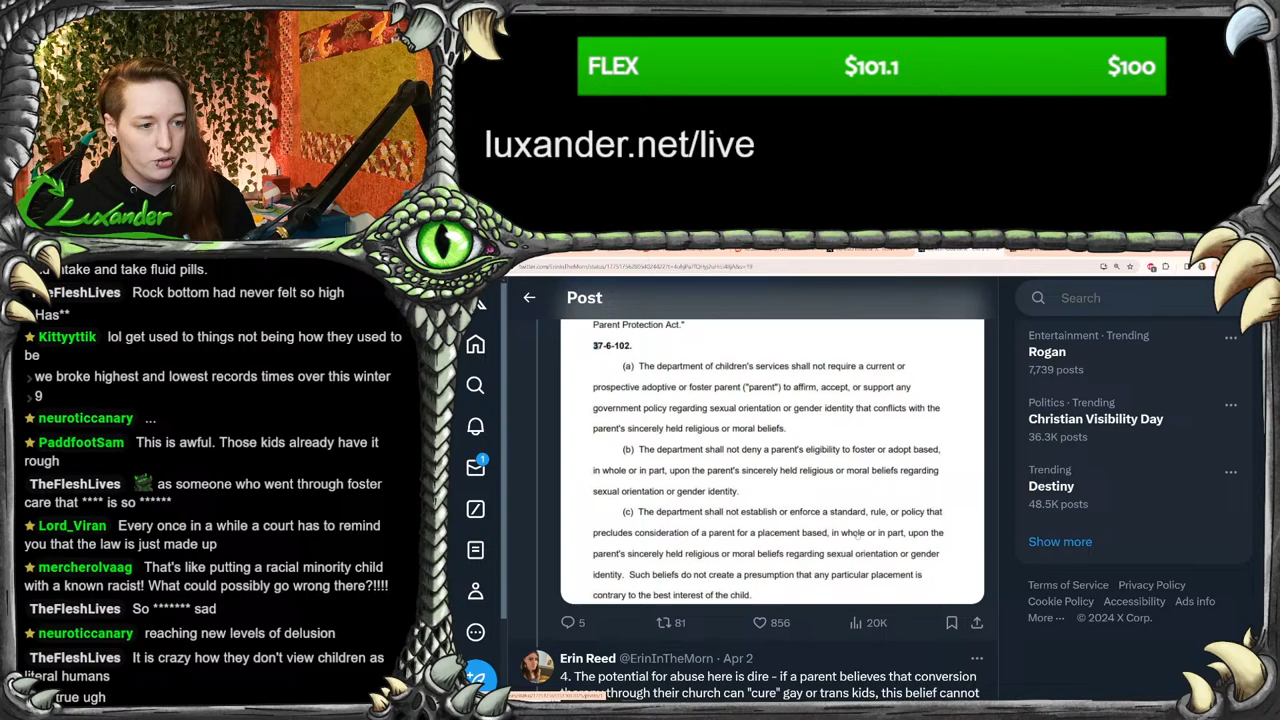 FLEX $101.1 $100
luxander.net/live
Luxander
intake and take fluid pills.
TheFleshLives Rock bottom had never felt so high
Has**
Kittyyttik lol get used to things not being how they used to
be
we broke highest and lowest records times over this winter
9
neuroticcanary ...
PaddfootSam This is awful. Those kids already have it
rough
TheFleshLives as someone who went through foster
care that **** is so ******
Lord_Viran Every once in a while a court has to remind
you that the law is just made up
mercherolvaag That's like putting a racial minority child
with a known racist! What could possibly go wrong there?!!!!
TheFleshLives So ******* sad
neuroticcanary reaching new levels of delusion
TheFleshLives It is crazy how they don't view children as
literal humans
true ugh
Post
Parent Protection Act."
37-6-102.
(a) The department of children's services shall not require a current or
prospective adoptive or foster parent ("parent") to affirm, accept, or support any
government policy regarding sexual orientation or gender identity that conflicts with the
parent's sincerely held religious or moral beliefs.
(b) The department shall not deny a parent's eligibility to foster or adopt based,
in whole or in part, upon the parent's sincerely held religious or moral beliefs regarding
sexual orientation or gender identity.
(c) The department shall not establish or enforce a standard, rule, or policy that
precludes consideration of a parent for a placement based, in whole or in part, upon the
parent's sincerely held religious or moral beliefs regarding sexual orientation or gender
identity. Such beliefs do not create a presumption that any particular placement is
contrary to the best interest of the child.
5 81 856 20K
Erin Reed @ErinInTheMorn · Apr 2
4. The potential for abuse here is dire - if a parent believes that conversion
through their church can "cure" gay or trans kids, this belief cannot
1
Search
Entertainment · Trending
Rogan
7,739 posts
Politics · Trending
Christian Visibility Day
36.3K posts
Trending
Destiny
48.5K posts
Show more
Terms of Service Privacy Policy
Cookie Policy Accessibility Ads info
More ··· © 2024 X Corp.